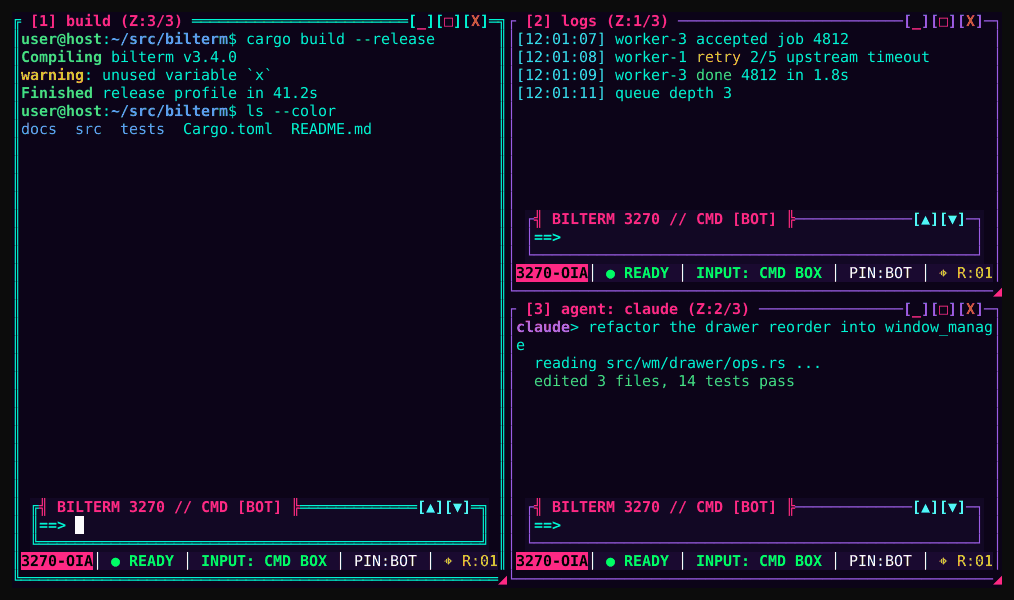 [1] build (Z:3/3) [_][□][X]
user@host:~/src/bilterm$ cargo build --release
Compiling bilterm v3.4.0
warning: unused variable `x`
Finished release profile in 41.2s
user@host:~/src/bilterm$ ls --color
docs  src  tests  Cargo.toml  README.md
BILTERM 3270 // CMD [BOT] [▲][▼]
==>
3270-OIA│ ● READY │ INPUT: CMD BOX │ PIN:BOT │ ⌖ R:01
[2] logs (Z:1/3) [_][□][X]
[12:01:07] worker-3 accepted job 4812
[12:01:08] worker-1 retry 2/5 upstream timeout
[12:01:09] worker-3 done 4812 in 1.8s
[12:01:11] queue depth 3
BILTERM 3270 // CMD [BOT] [▲][▼]
==>
3270-OIA│ ● READY │ INPUT: CMD BOX │ PIN:BOT │ ⌖ R:01
[3] agent: claude (Z:2/3) [_][□][X]
claude> refactor the drawer reorder into window_manag
e
reading src/wm/drawer/ops.rs ...
edited 3 files, 14 tests pass
BILTERM 3270 // CMD [BOT] [▲][▼]
==>
3270-OIA│ ● READY │ INPUT: CMD BOX │ PIN:BOT │ ⌖ R:01